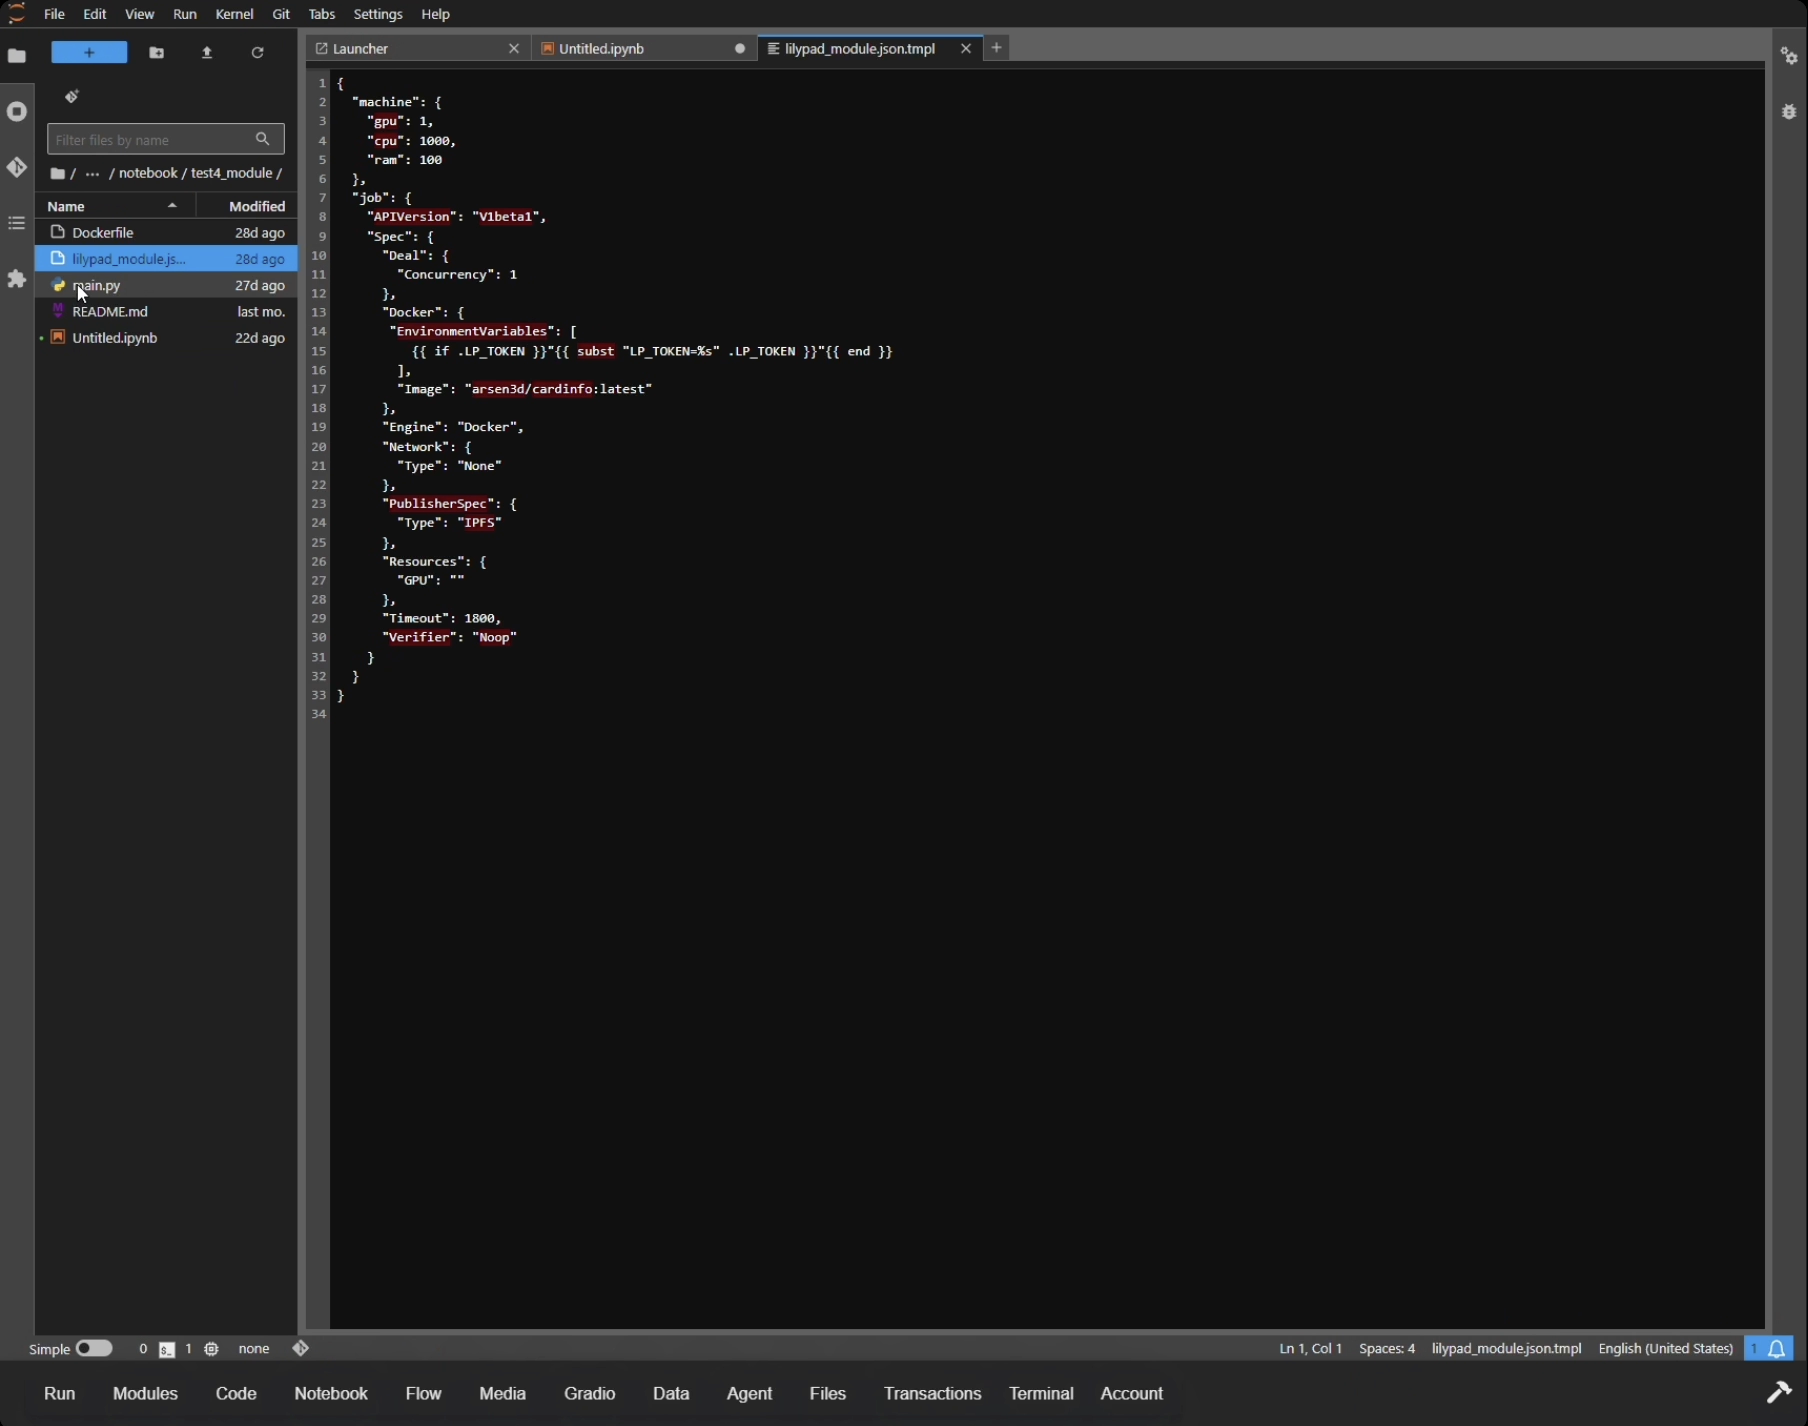 File Edit View Run Kernel Git Tabs Settings Help
Launcher Untitled.ipynb lilypad_module.json.tmpl
Filter files by name
/ ··· / notebook / test4_module /
Name Modified
Dockerfile 28d ago
lilypad_module.js... 28d ago
main.py 27d ago
README.md last mo.
Untitled.ipynb 22d ago
1 {
2 "machine": {
3 "gpu": 1,
4 "cpu": 1000,
5 "ram": 100
6 },
7 "job": {
8 "APIVersion": "V1beta1",
9 "Spec": {
10 "Deal": {
11 "Concurrency": 1
12 },
13 "Docker": {
14 "EnvironmentVariables": [
15 {{ if .LP_TOKEN }}"{{ subst "LP_TOKEN=%s" .LP_TOKEN }}"{{ end }}
16 ],
17 "Image": "arsen3d/cardinfo:latest"
18 },
19 "Engine": "Docker",
20 "Network": {
21 "Type": "None"
22 },
23 "PublisherSpec": {
24 "Type": "IPFS"
25 },
26 "Resources": {
27 "GPU": ""
28 },
29 "Timeout": 1800,
30 "Verifier": "Noop"
31 }
32 }
33 }
34
Simple 0 $_ 1 none Ln 1, Col 1 Spaces: 4 lilypad_module.json.tmpl English (United States) 1
Run Modules Code Notebook Flow Media Gradio Data Agent Files Transactions Terminal Account